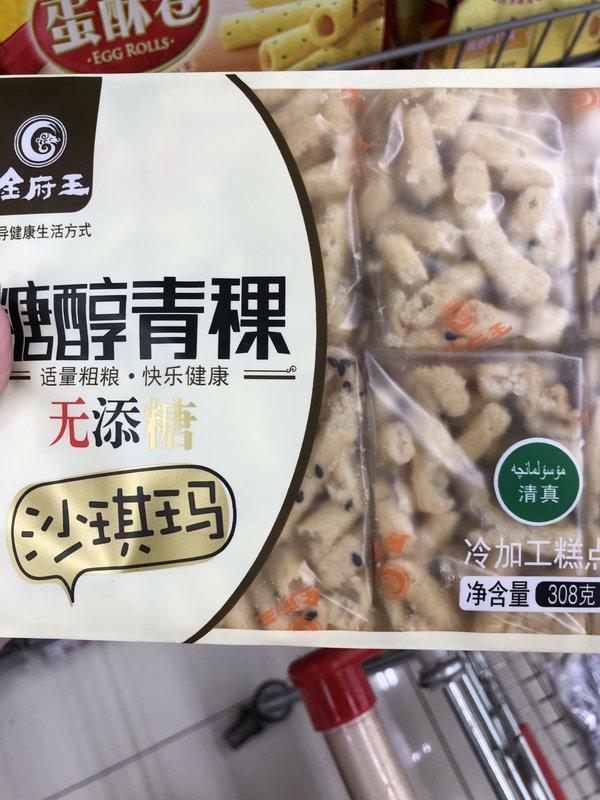 蛋酥卷
EGG ROLLS
金府王
导健康生活方式
糖醇青稞
适量粗粮·快乐健康
无添糖
沙琪玛
مۇسۇلمانچە
清真
冷加工糕点
净含量 308克